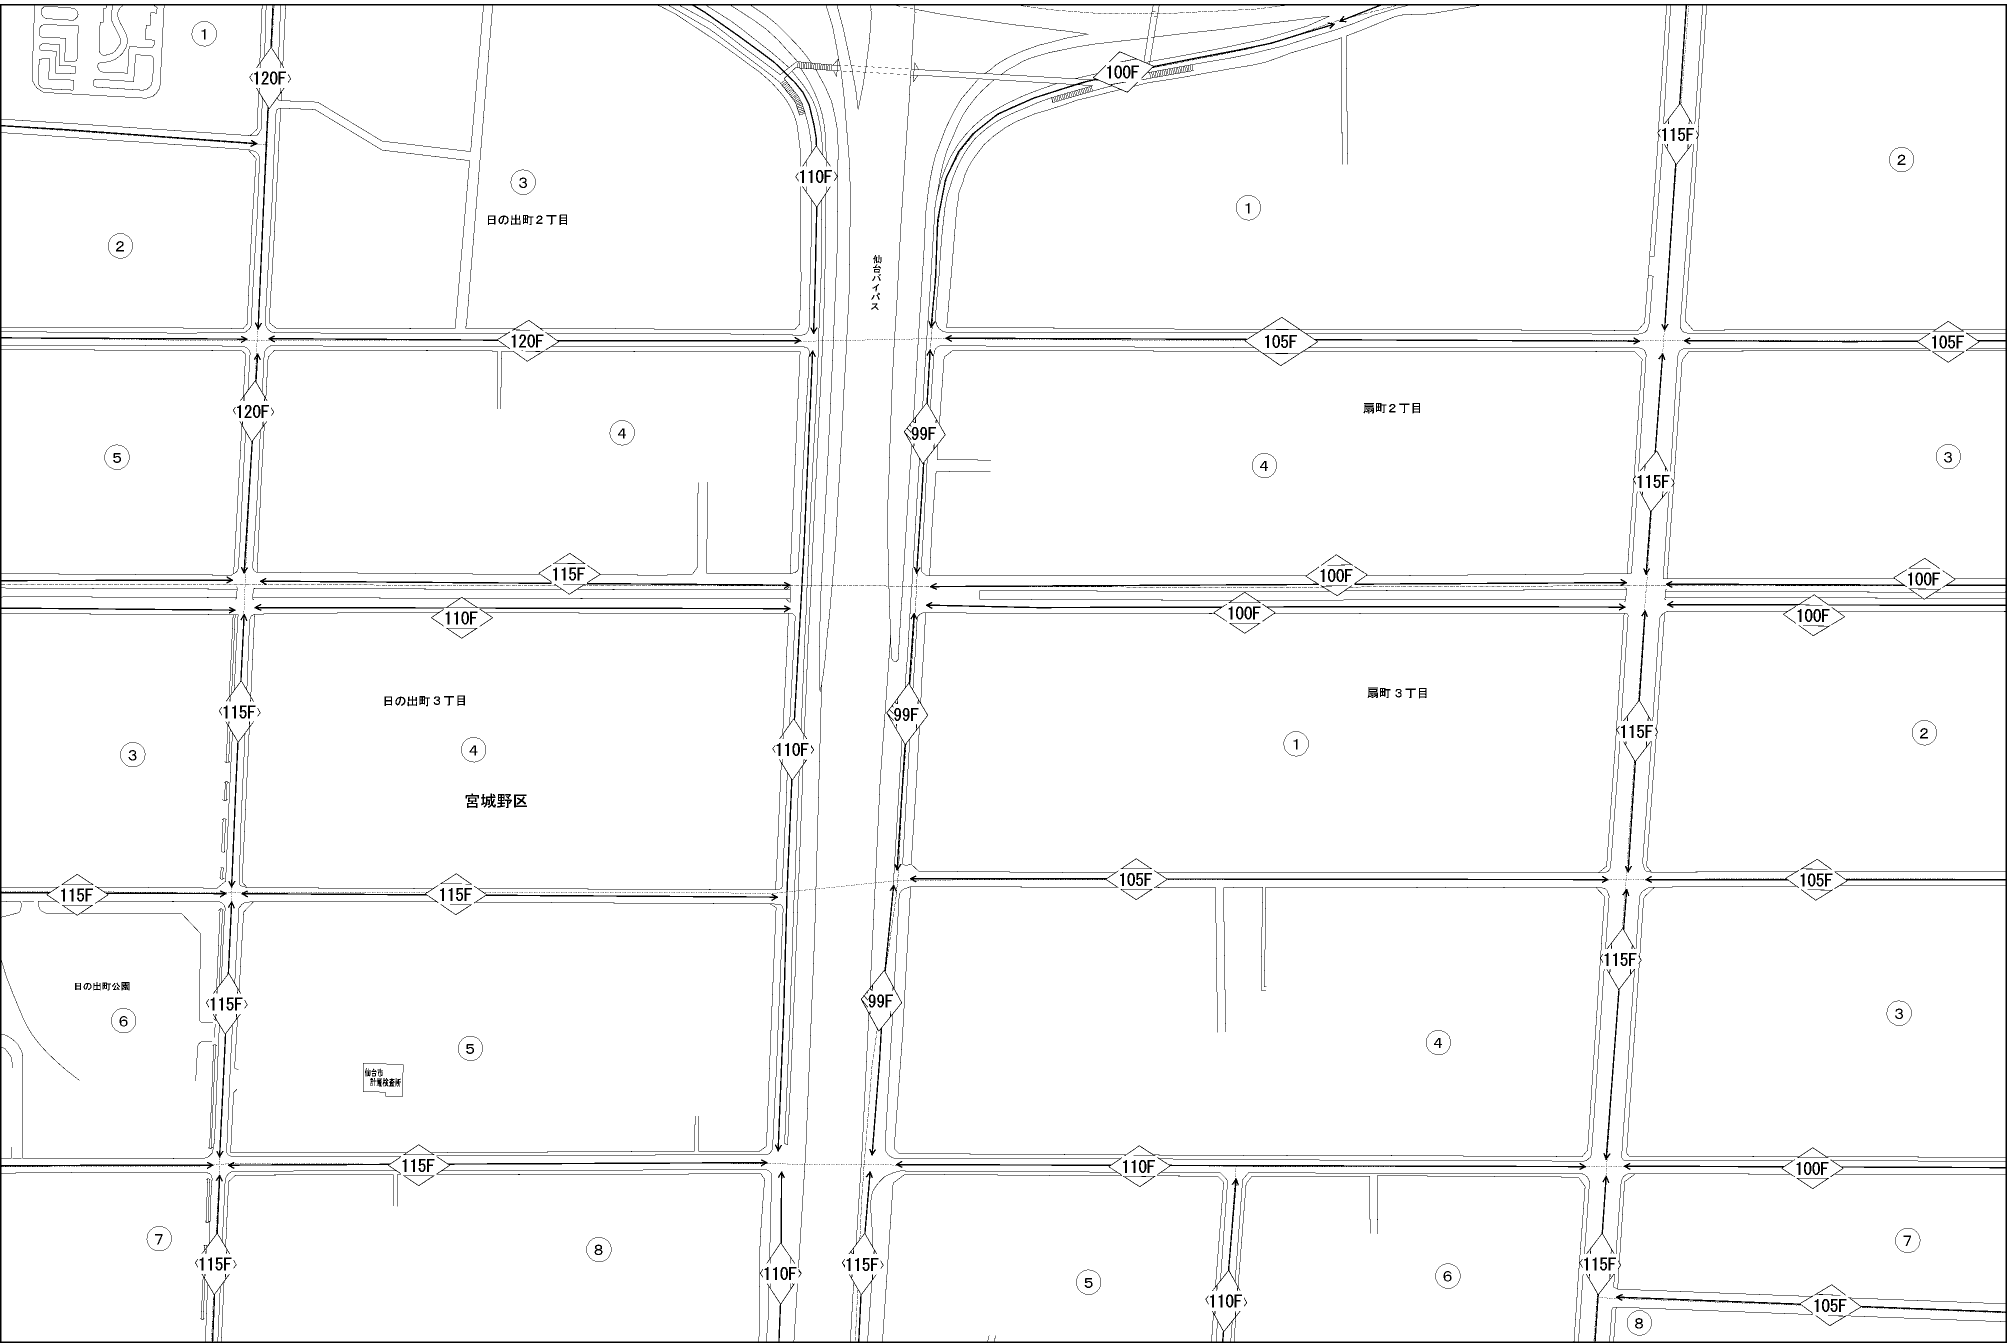 ①
120F
100F
115F
②
110F
③
①
日の出町２丁目
②
仙台バイパス
120F
105F
105F
120F
扇町２丁目
④
99F
⑤
④
③
115F
115F
100F
100F
110F
100F
100F
日の出町３丁目
扇町３丁目
115F
99F
115F
③
④
110F
①
②
宮城野区
115F
115F
105F
105F
115F
日の出町公園
115F
99F
⑥
③
⑤
④
仙台市
計量検査所
115F
110F
100F
⑦
⑧
⑦
115F
110F
115F
115F
⑤
⑥
110F
105F
⑧